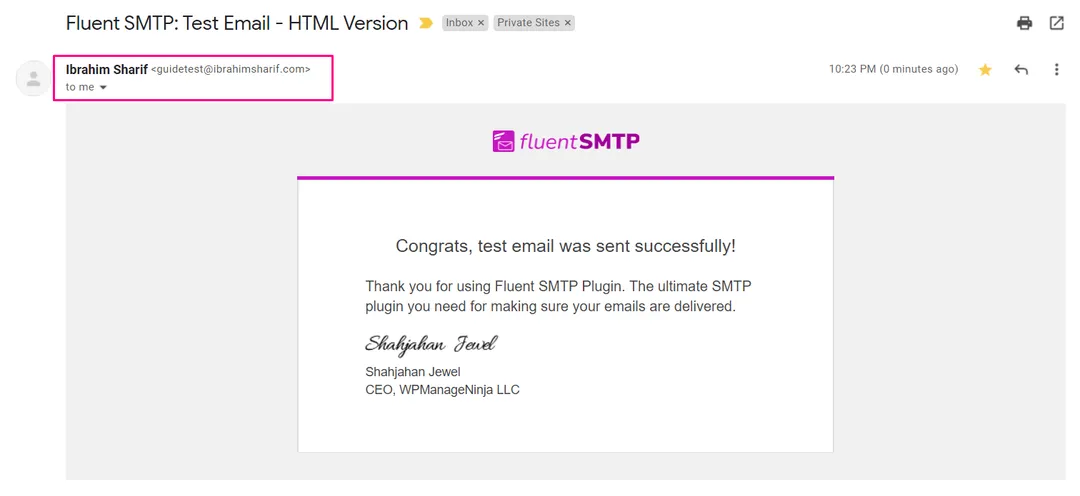 Fluent SMTP: Test Email - HTML Version
Inbox ×
Private Sites ×
Ibrahim Sharif <guidetest@ibrahimsharif.com>
10:23 PM (0 minutes ago)
to me
fluentSMTP
Congrats, test email was sent successfully!
Thank you for using Fluent SMTP Plugin. The ultimate SMTP
plugin you need for making sure your emails are delivered.
Shahjahan Jewel
Shahjahan Jewel
CEO, WPManageNinja LLC